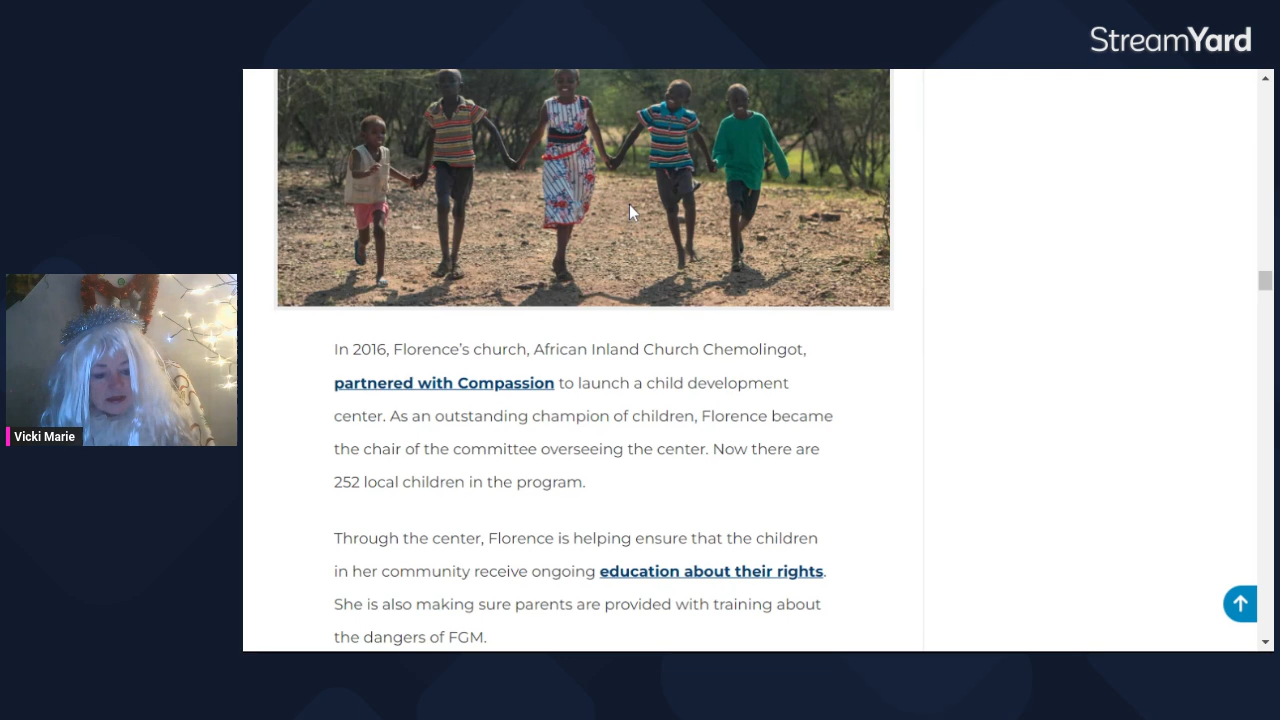 StreamYard
In 2016, Florence's church, African Inland Church Chemolingot,
partnered with Compassion to launch a child development
center. As an outstanding champion of children, Florence became
the chair of the committee overseeing the center. Now there are
252 local children in the program.
Through the center, Florence is helping ensure that the children
in her community receive ongoing education about their rights.
She is also making sure parents are provided with training about
the dangers of FGM.
Vicki Marie